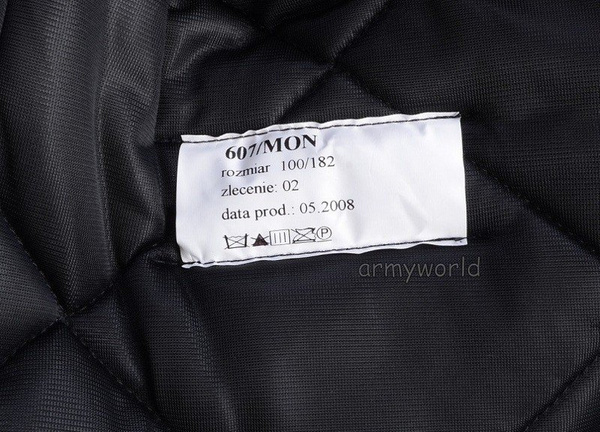 607/MON
rozmiar 100/182
zlecenie: 02
data prod.: 05.2008
P
armyworld